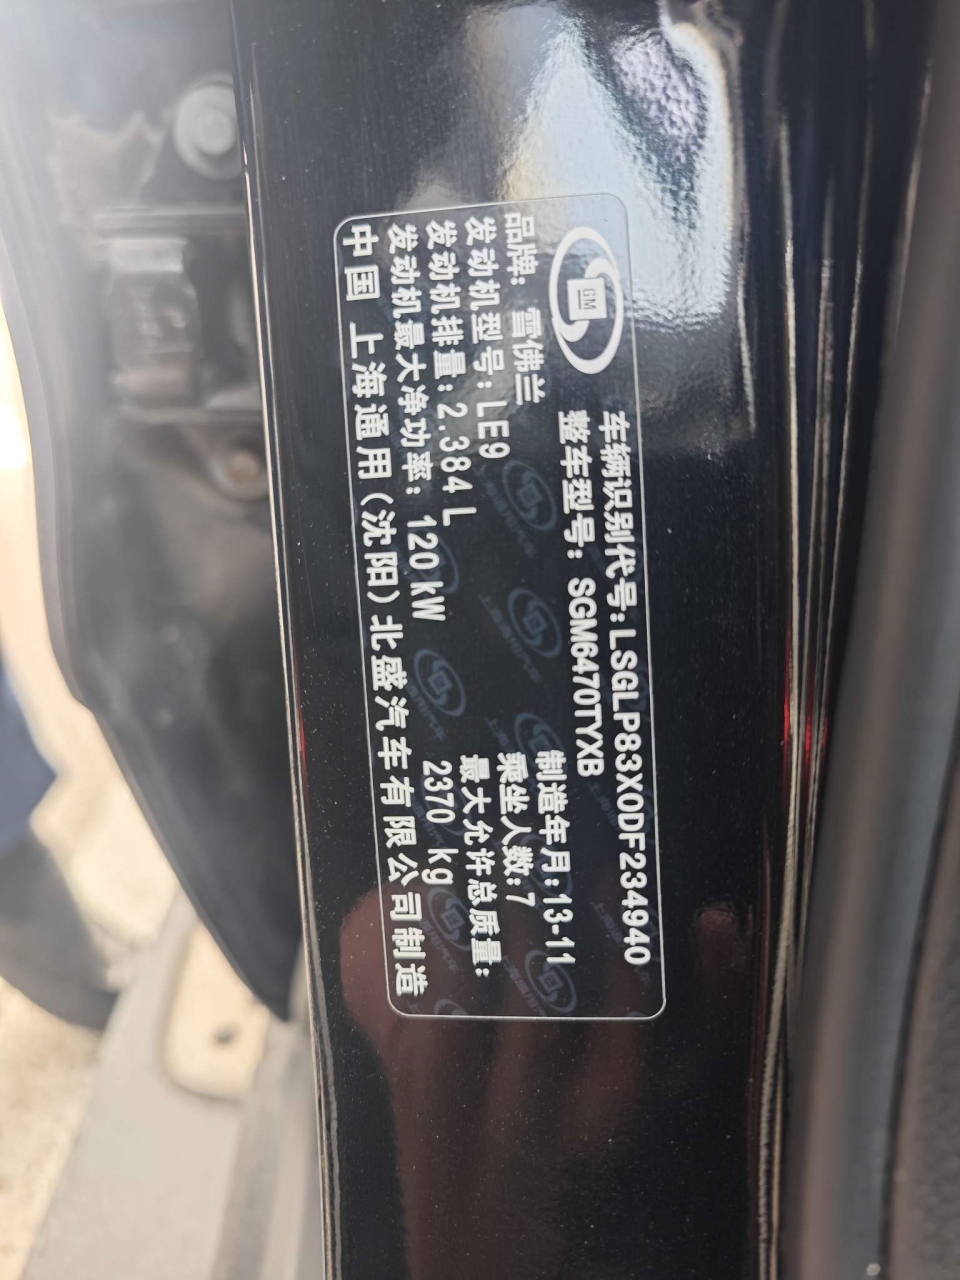 GM
车辆识别代号:LSGLP83X0DF234940
整车型号: SGM6470TYXB
品牌: 雪佛兰
制造年月:13-11
发动机型号:LE9
乘坐人数:7
发动机排量:2.384 L
最大允许总质量:
发动机最大净功率: 120 kW
2370 kg
中国 上海通用(沈阳)北盛汽车有限公司制造